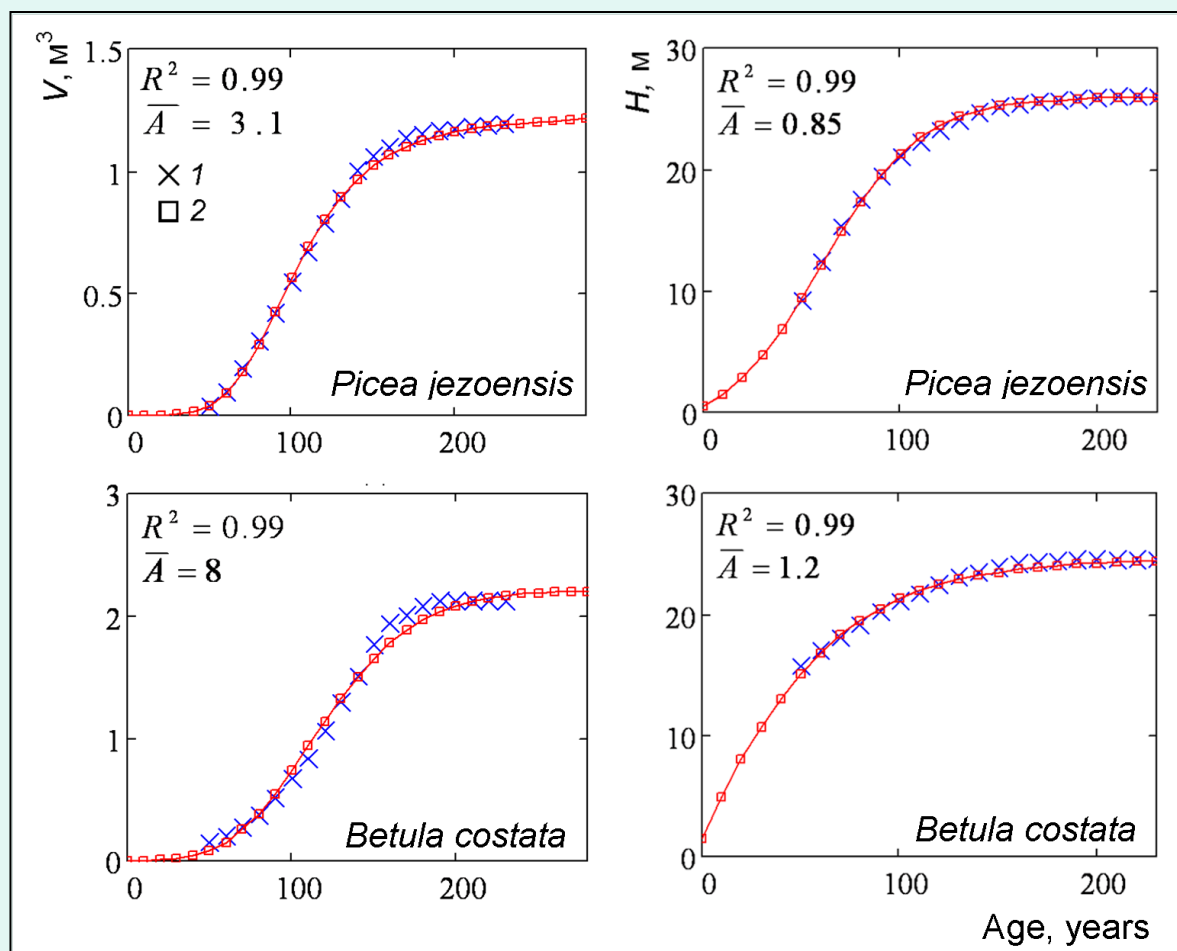 V, м³
1.5
1
0.5
0
R² = 0.99
A̅ = 3.1
× 1
□ 2
Picea jezoensis
0 100 200
H, м
30
20
10
0
R² = 0.99
A̅ = 0.85
Picea jezoensis
0 100 200
3
2
1
0
R² = 0.99
A̅ = 8
Betula costata
0 100 200
30
20
10
0
R² = 0.99
A̅ = 1.2
Betula costata
0 100 200
Age, years